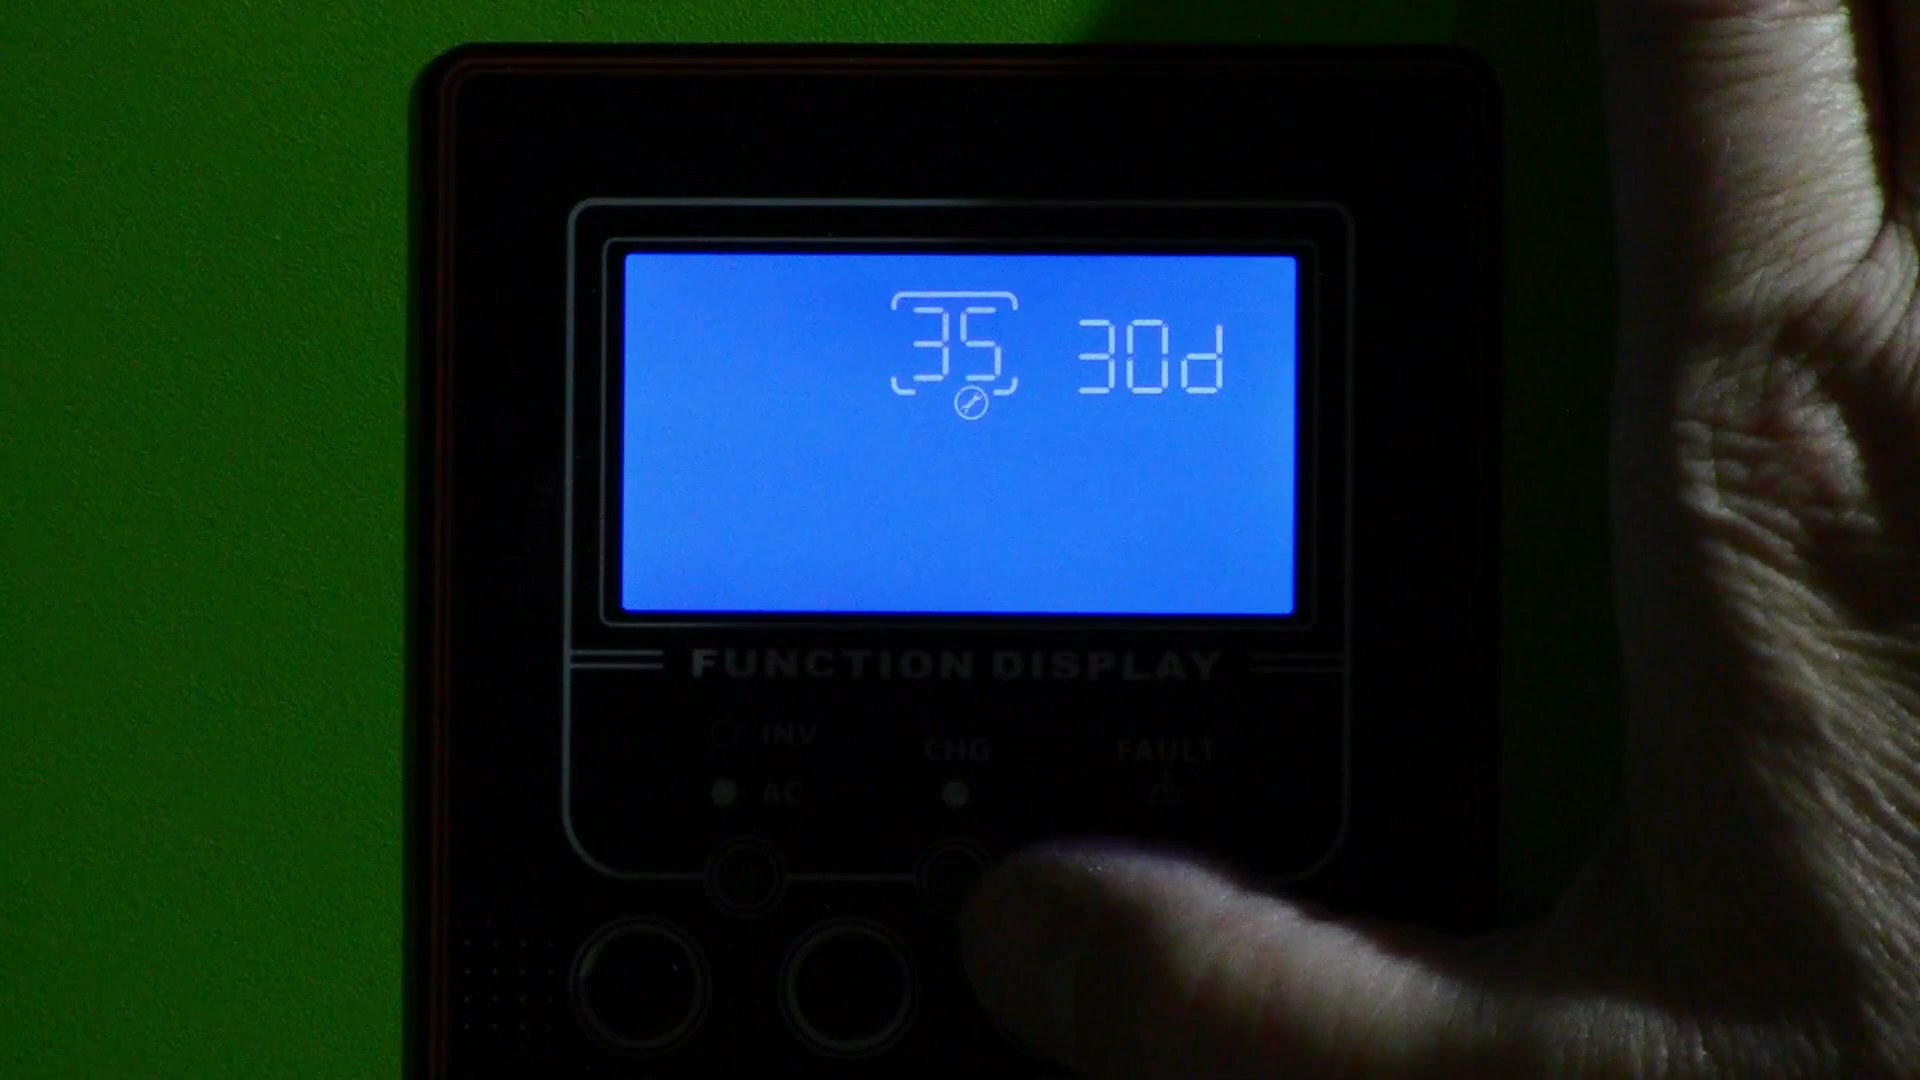 35 30d
FUNCTION DISPLAY
INV
CHG
FAULT
AC